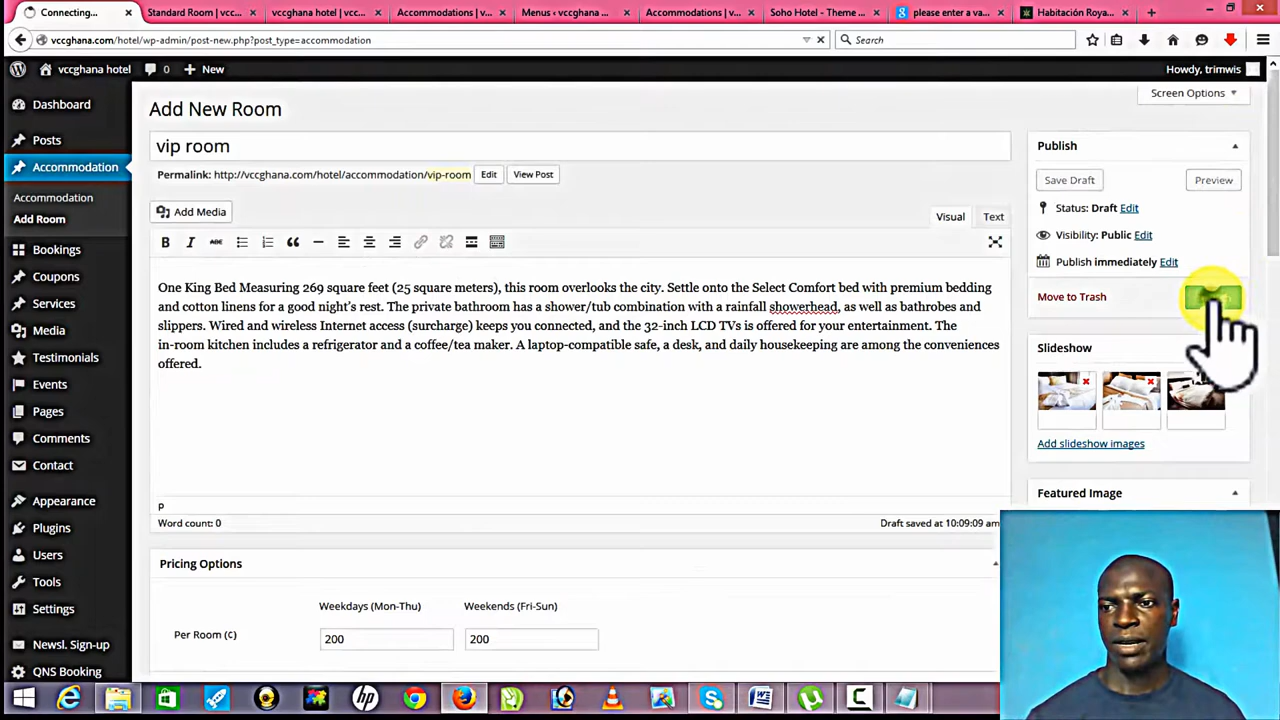 Connecting...
Standard Room | vcc...
vccghana hotel | vcc...
Accommodations | v...
Menus ‹ vccghana ...
Accommodations | v...
Soho Hotel - Theme ...
please enter a va...
Habitación Roya...
vccghana.com/hotel/wp-admin/post-new.php?post_type=accommodation
Search
vccghana hotel
0
New
Howdy, trimwis
Dashboard
Posts
Accommodation
Accommodation
Add Room
Bookings
Coupons
Services
Media
Testimonials
Events
Pages
Comments
Contact
Appearance
Plugins
Users
Tools
Settings
Newsl. Sign-up
QNS Booking
Screen Options
Add New Room
vip room
Permalink: http://vccghana.com/hotel/accommodation/vip-room Edit View Post
Add Media
Visual Text
B I ABC
One King Bed Measuring 269 square feet (25 square meters), this room overlooks the city. Settle onto the Select Comfort bed with premium bedding
and cotton linens for a good night's rest. The private bathroom has a shower/tub combination with a rainfall showerhead, as well as bathrobes and
slippers. Wired and wireless Internet access (surcharge) keeps you connected, and the 32-inch LCD TVs is offered for your entertainment. The
in-room kitchen includes a refrigerator and a coffee/tea maker. A laptop-compatible safe, a desk, and daily housekeeping are among the conveniences
offered.
p
Word count: 0
Draft saved at 10:09:09 am
Pricing Options
Weekdays (Mon-Thu) Weekends (Fri-Sun)
Per Room (₵) 200 200
Publish
Save Draft Preview
Status: Draft Edit
Visibility: Public Edit
Publish immediately Edit
Move to Trash
Slideshow
Add slideshow images
Featured Image